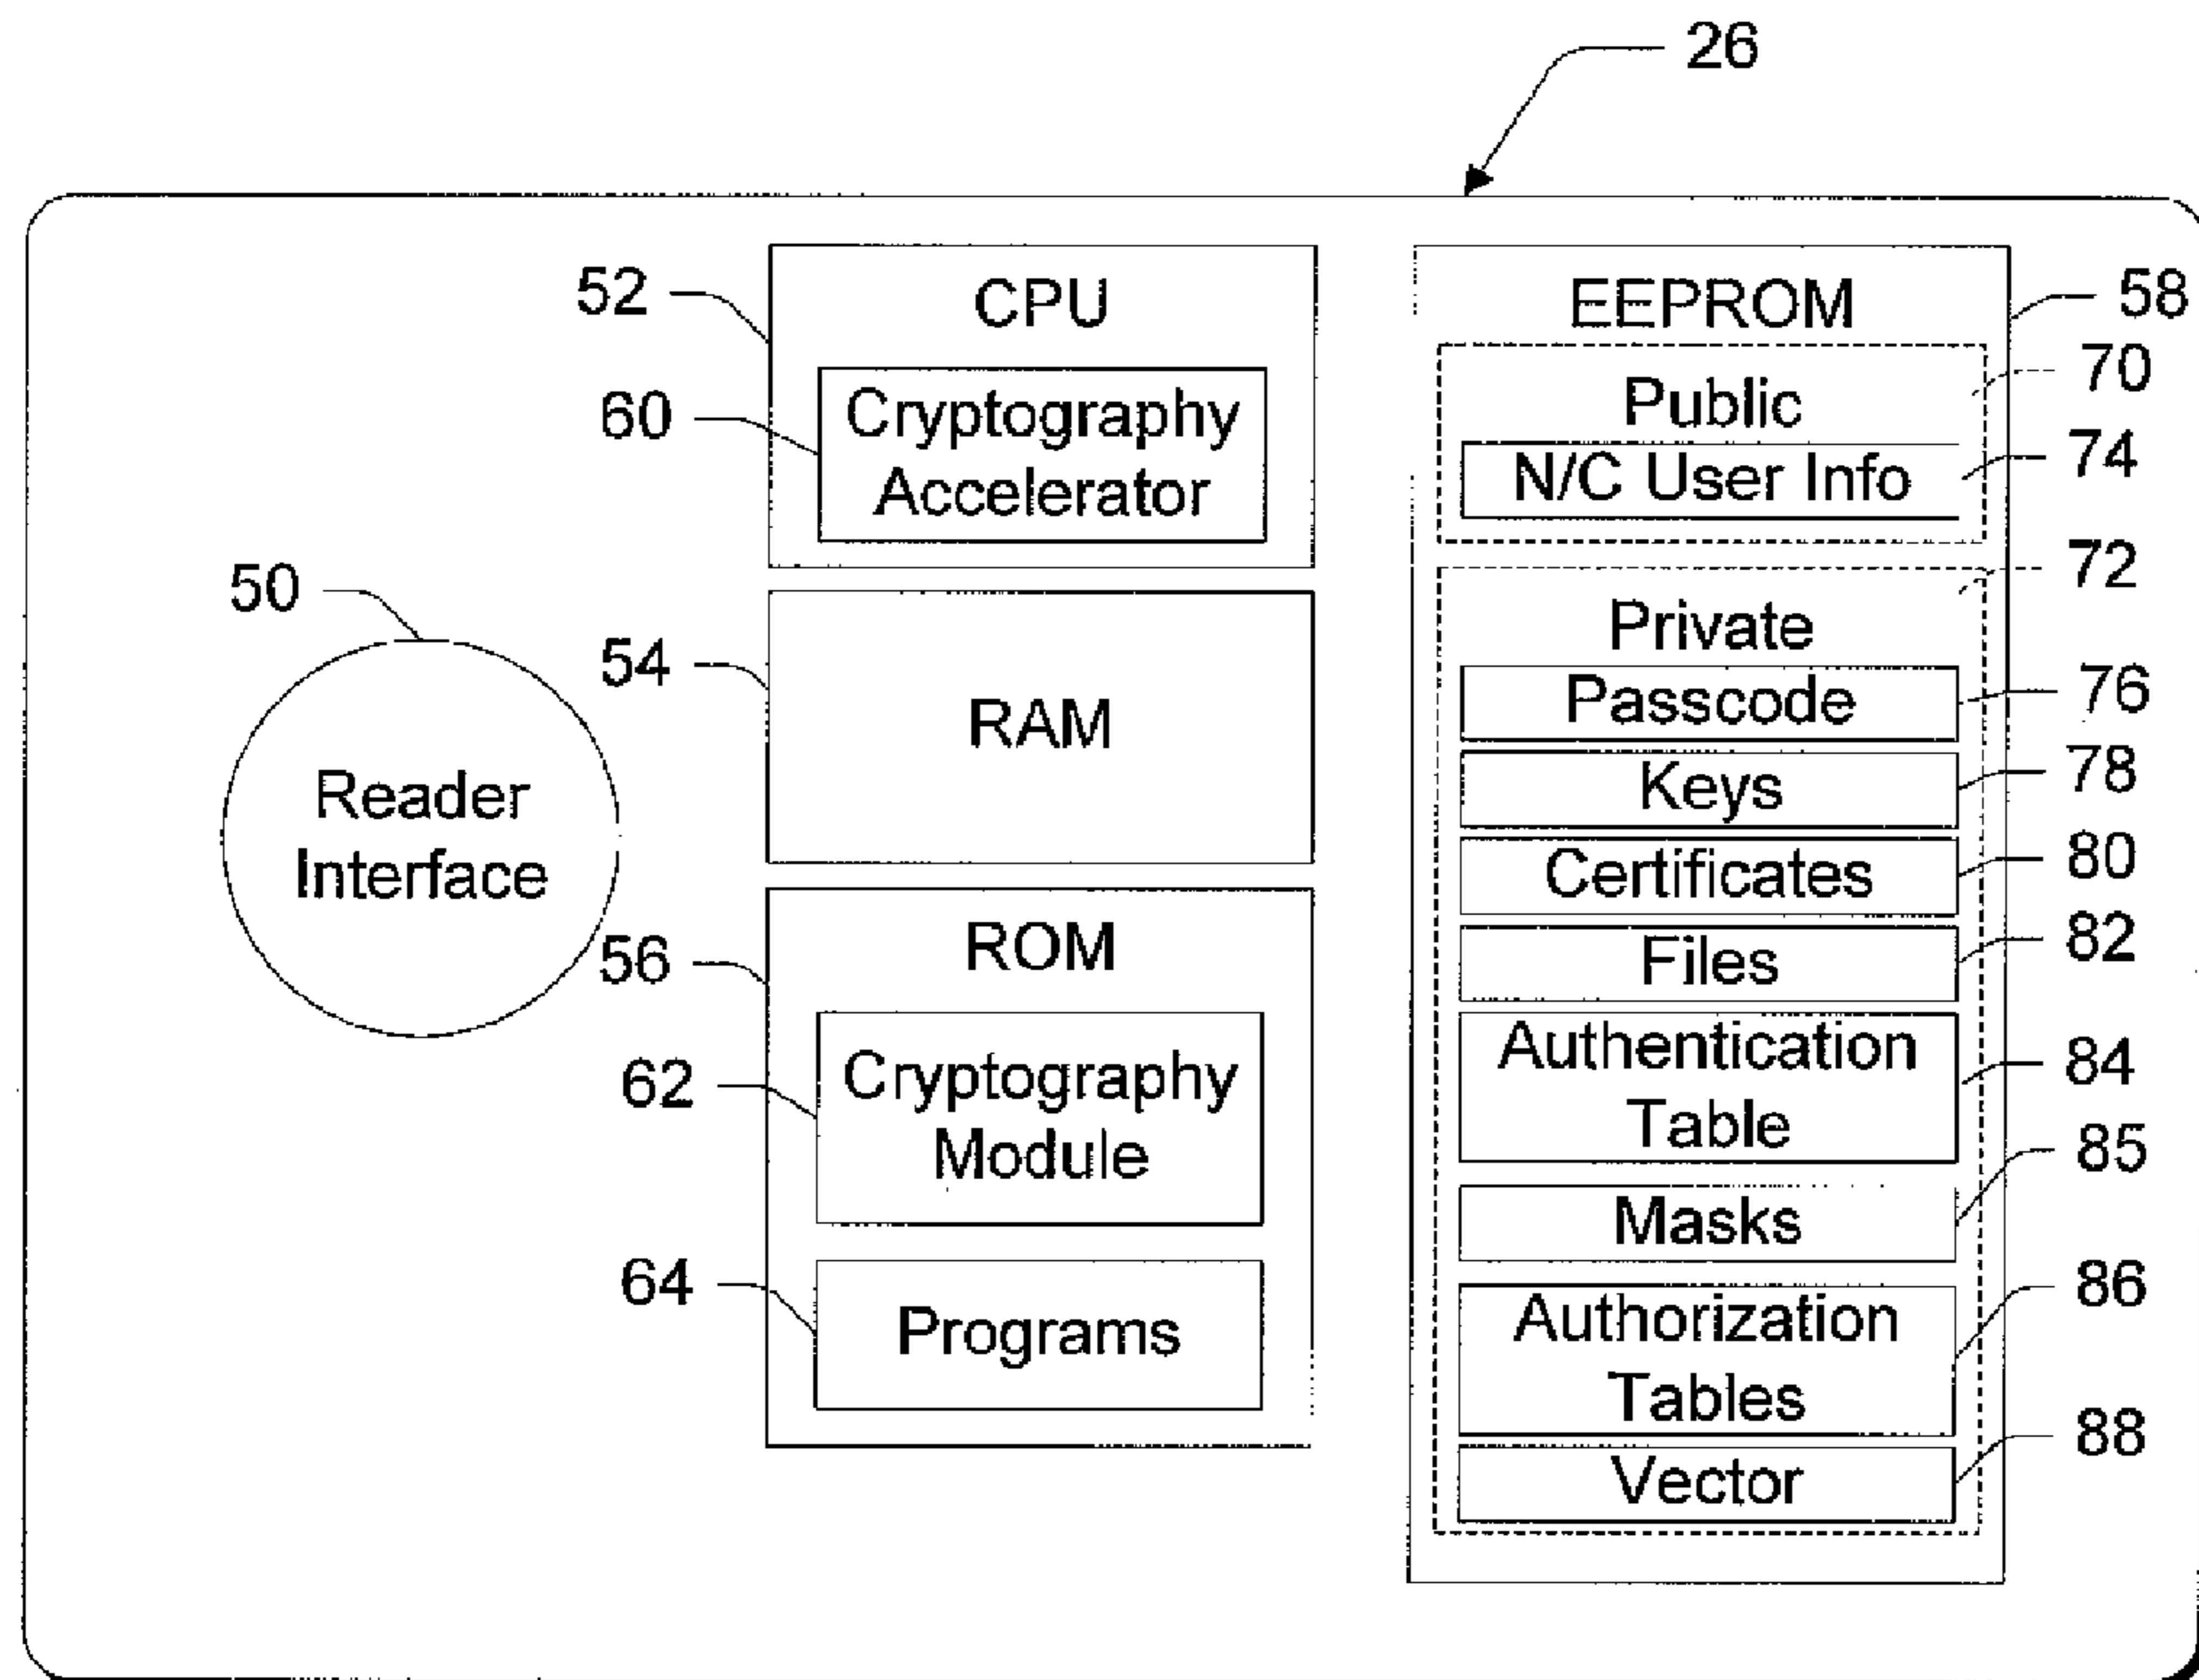 26
52
CPU
60
Cryptography
Accelerator
50
Reader
Interface
54
RAM
56
ROM
62
Cryptography
Module
64
Programs
EEPROM
58
Public
70
N/C User Info
74
Private
72
Passcode
76
Keys
78
Certificates
80
Files
82
Authentication
Table
84
Masks
85
Authorization
Tables
86
Vector
88